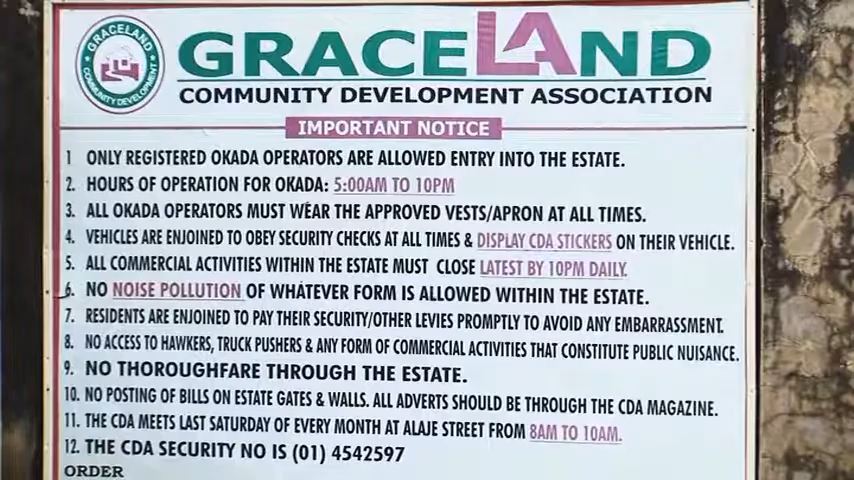 GRACELAND
COMMUNITY DEVELOPMENT
GRACELAND
COMMUNITY DEVELOPMENT ASSOCIATION
IMPORTANT NOTICE
1 ONLY REGISTERED OKADA OPERATORS ARE ALLOWED ENTRY INTO THE ESTATE.
2. HOURS OF OPERATION FOR OKADA: 5:00AM TO 10PM
3. ALL OKADA OPERATORS MUST WEAR THE APPROVED VESTS/APRON AT ALL TIMES.
4. VEHICLES ARE ENJOINED TO OBEY SECURITY CHECKS AT ALL TIMES & DISPLAY CDA STICKERS ON THEIR VEHICLE.
5. ALL COMMERCIAL ACTIVITIES WITHIN THE ESTATE MUST CLOSE LATEST BY 10PM DAILY.
6. NO NOISE POLLUTION OF WHATEVER FORM IS ALLOWED WITHIN THE ESTATE.
7. RESIDENTS ARE ENJOINED TO PAY THEIR SECURITY/OTHER LEVIES PROMPTLY TO AVOID ANY EMBARRASSMENT.
8. NO ACCESS TO HAWKERS, TRUCK PUSHERS & ANY FORM OF COMMERCIAL ACTIVITIES THAT CONSTITUTE PUBLIC NUISANCE.
9. NO THOROUGHFARE THROUGH THE ESTATE.
10. NO POSTING OF BILLS ON ESTATE GATES & WALLS. ALL ADVERTS SHOULD BE THROUGH THE CDA MAGAZINE.
11. THE CDA MEETS LAST SATURDAY OF EVERY MONTH AT ALAJE STREET FROM 8AM TO 10AM.
12. THE CDA SECURITY NO IS (01) 4542597
ORDER